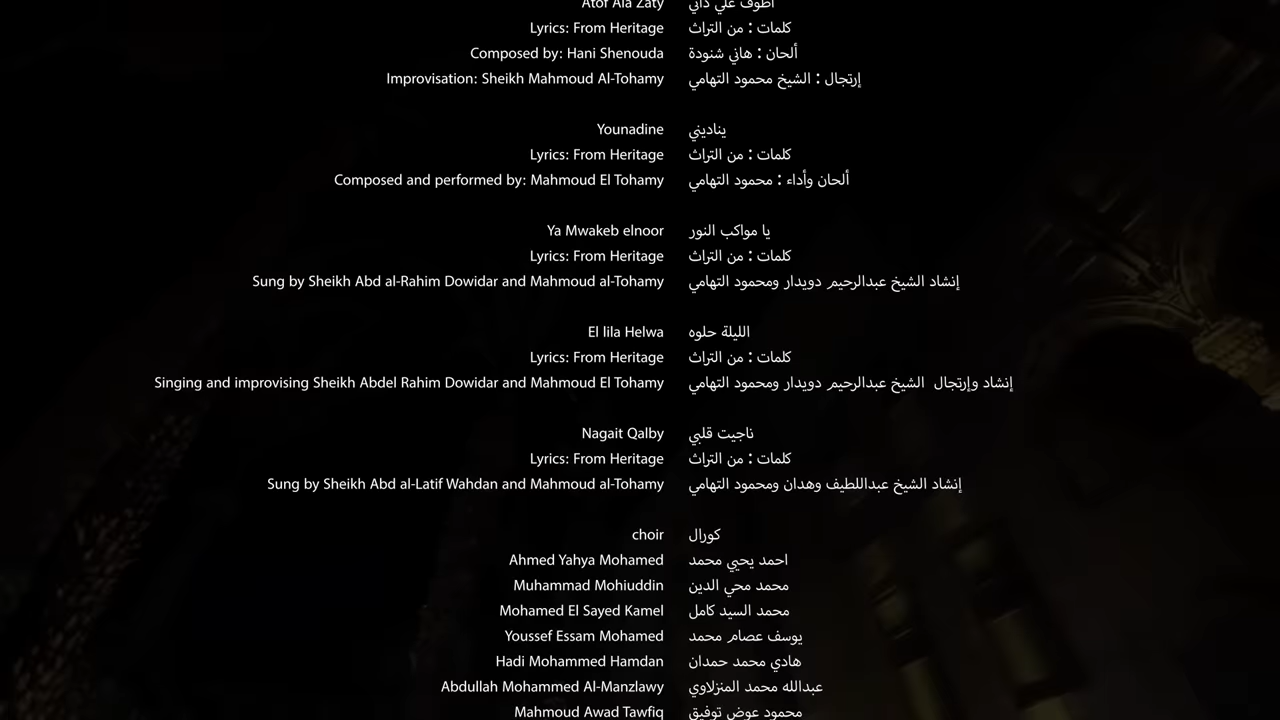 Atof Ala Zaty أطوف علي ذاتي
Lyrics: From Heritage كلمات : من التراث
Composed by: Hani Shenouda ألحان : هاني شنودة
Improvisation: Sheikh Mahmoud Al-Tohamy إرتجال : الشيخ محمود التهامي
Younadine يناديني
Lyrics: From Heritage كلمات : من التراث
Composed and performed by: Mahmoud El Tohamy ألحان وأداء : محمود التهامي
Ya Mwakeb elnoor يا مواكب النور
Lyrics: From Heritage كلمات : من التراث
Sung by Sheikh Abd al-Rahim Dowidar and Mahmoud al-Tohamy إنشاد الشيخ عبدالرحيم دويدار ومحمود التهامي
El lila Helwa الليلة حلوه
Lyrics: From Heritage كلمات : من التراث
Singing and improvising Sheikh Abdel Rahim Dowidar and Mahmoud El Tohamy إنشاد وإرتجال الشيخ عبدالرحيم دويدار ومحمود التهامي
Nagait Qalby ناجيت قلبي
Lyrics: From Heritage كلمات : من التراث
Sung by Sheikh Abd al-Latif Wahdan and Mahmoud al-Tohamy إنشاد الشيخ عبداللطيف وهدان ومحمود التهامي
choir كورال
Ahmed Yahya Mohamed احمد يحيي محمد
Muhammad Mohiuddin محمد محي الدين
Mohamed El Sayed Kamel محمد السيد كامل
Youssef Essam Mohamed يوسف عصام محمد
Hadi Mohammed Hamdan هادي محمد حمدان
Abdullah Mohammed Al-Manzlawy عبدالله محمد المنزلاوي
Mahmoud Awad Tawfiq محمود عوض توفيق